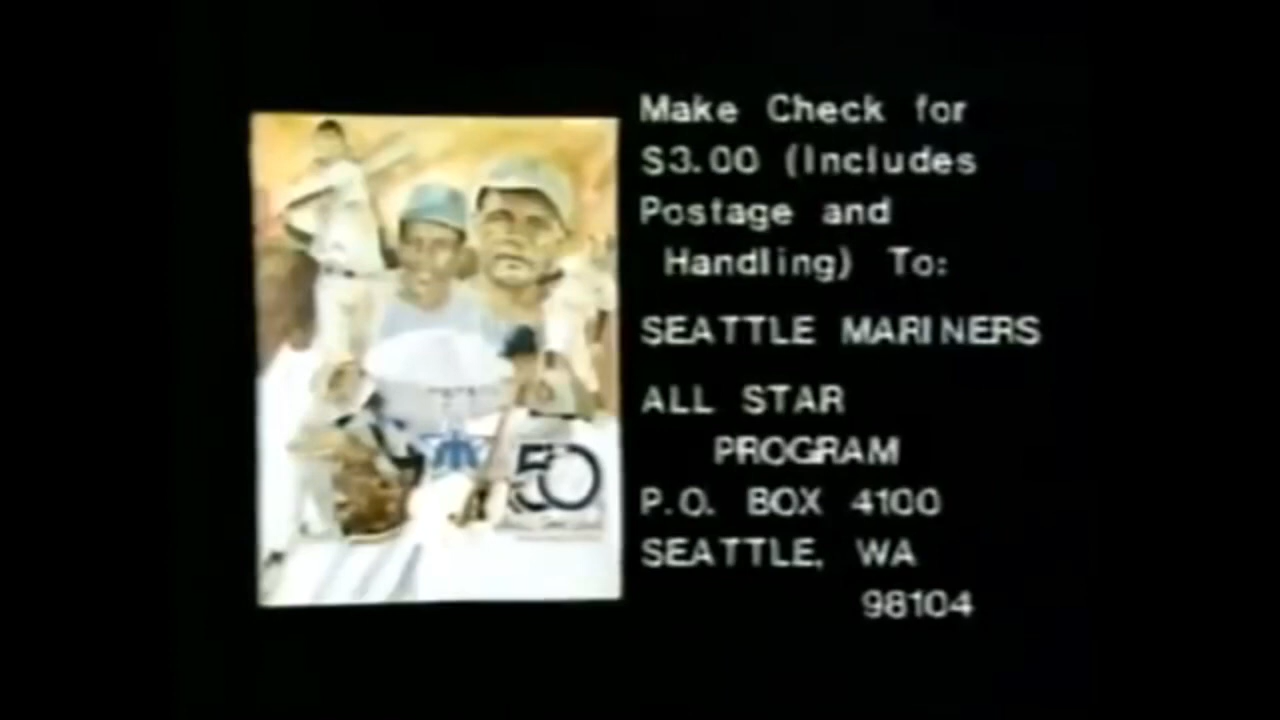 Make Check for
$3.00 (Includes
Postage and
Handling) To:
SEATTLE MARINERS
ALL STAR
PROGRAM
P.O. BOX 4100
SEATTLE, WA
98104
50